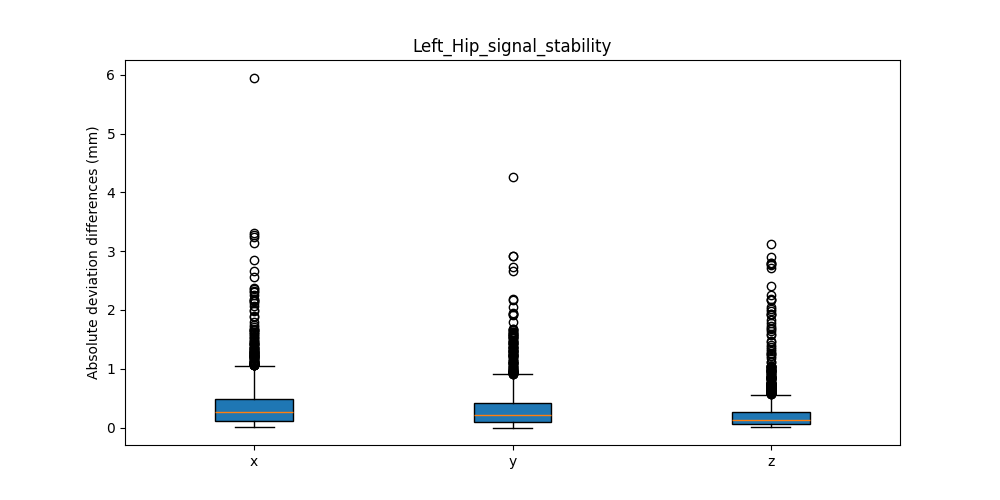 Left_Hip_signal_stability
Absolute deviation differences (mm)
6
5
4
3
2
1
0
x y z